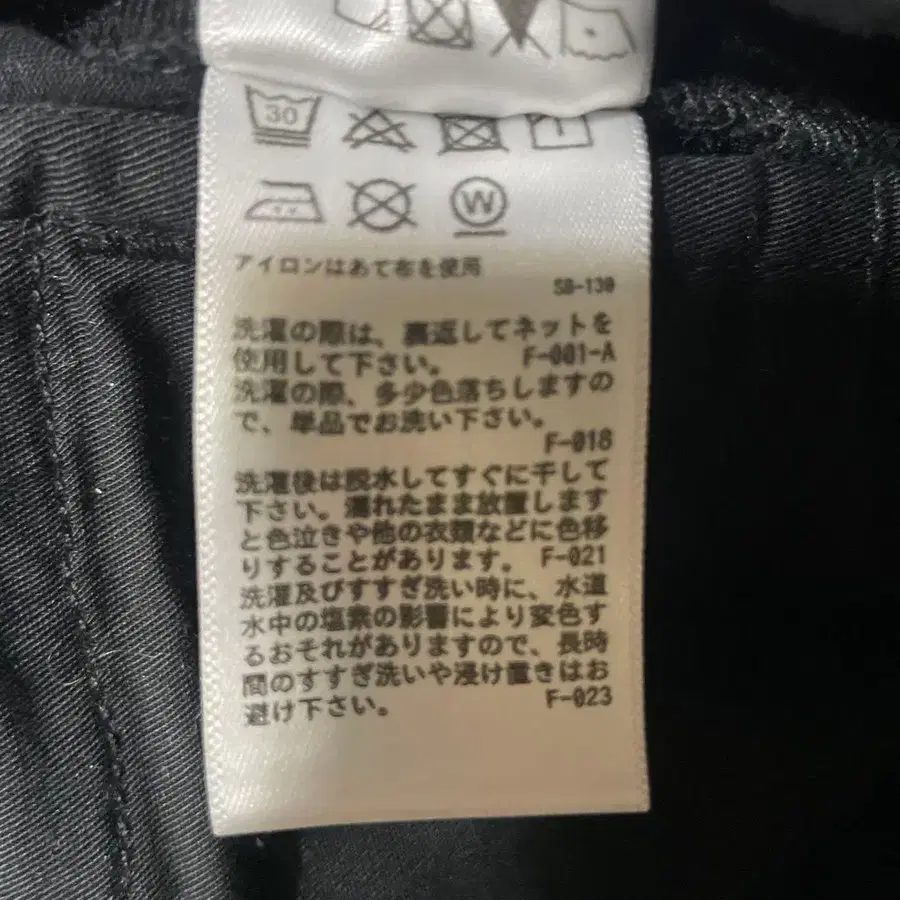 30
W
アイロンはあて布を使用
SB-130
洗濯の際は、裏返してネットを
使用して下さい。 F-001-A
洗濯の際、多少色落ちしますの
で、単品でお洗い下さい。
F-018
洗濯後は脱水してすぐに干して
下さい。濡れたまま放置します
と色泣きや他の衣類などに色移
りすることがあります。 F-021
洗濯及びすすぎ洗い時に、水道
水中の塩素の影響により変色す
るおそれがありますので、長時
間のすすぎ洗いや浸け置きはお
避け下さい。 F-023